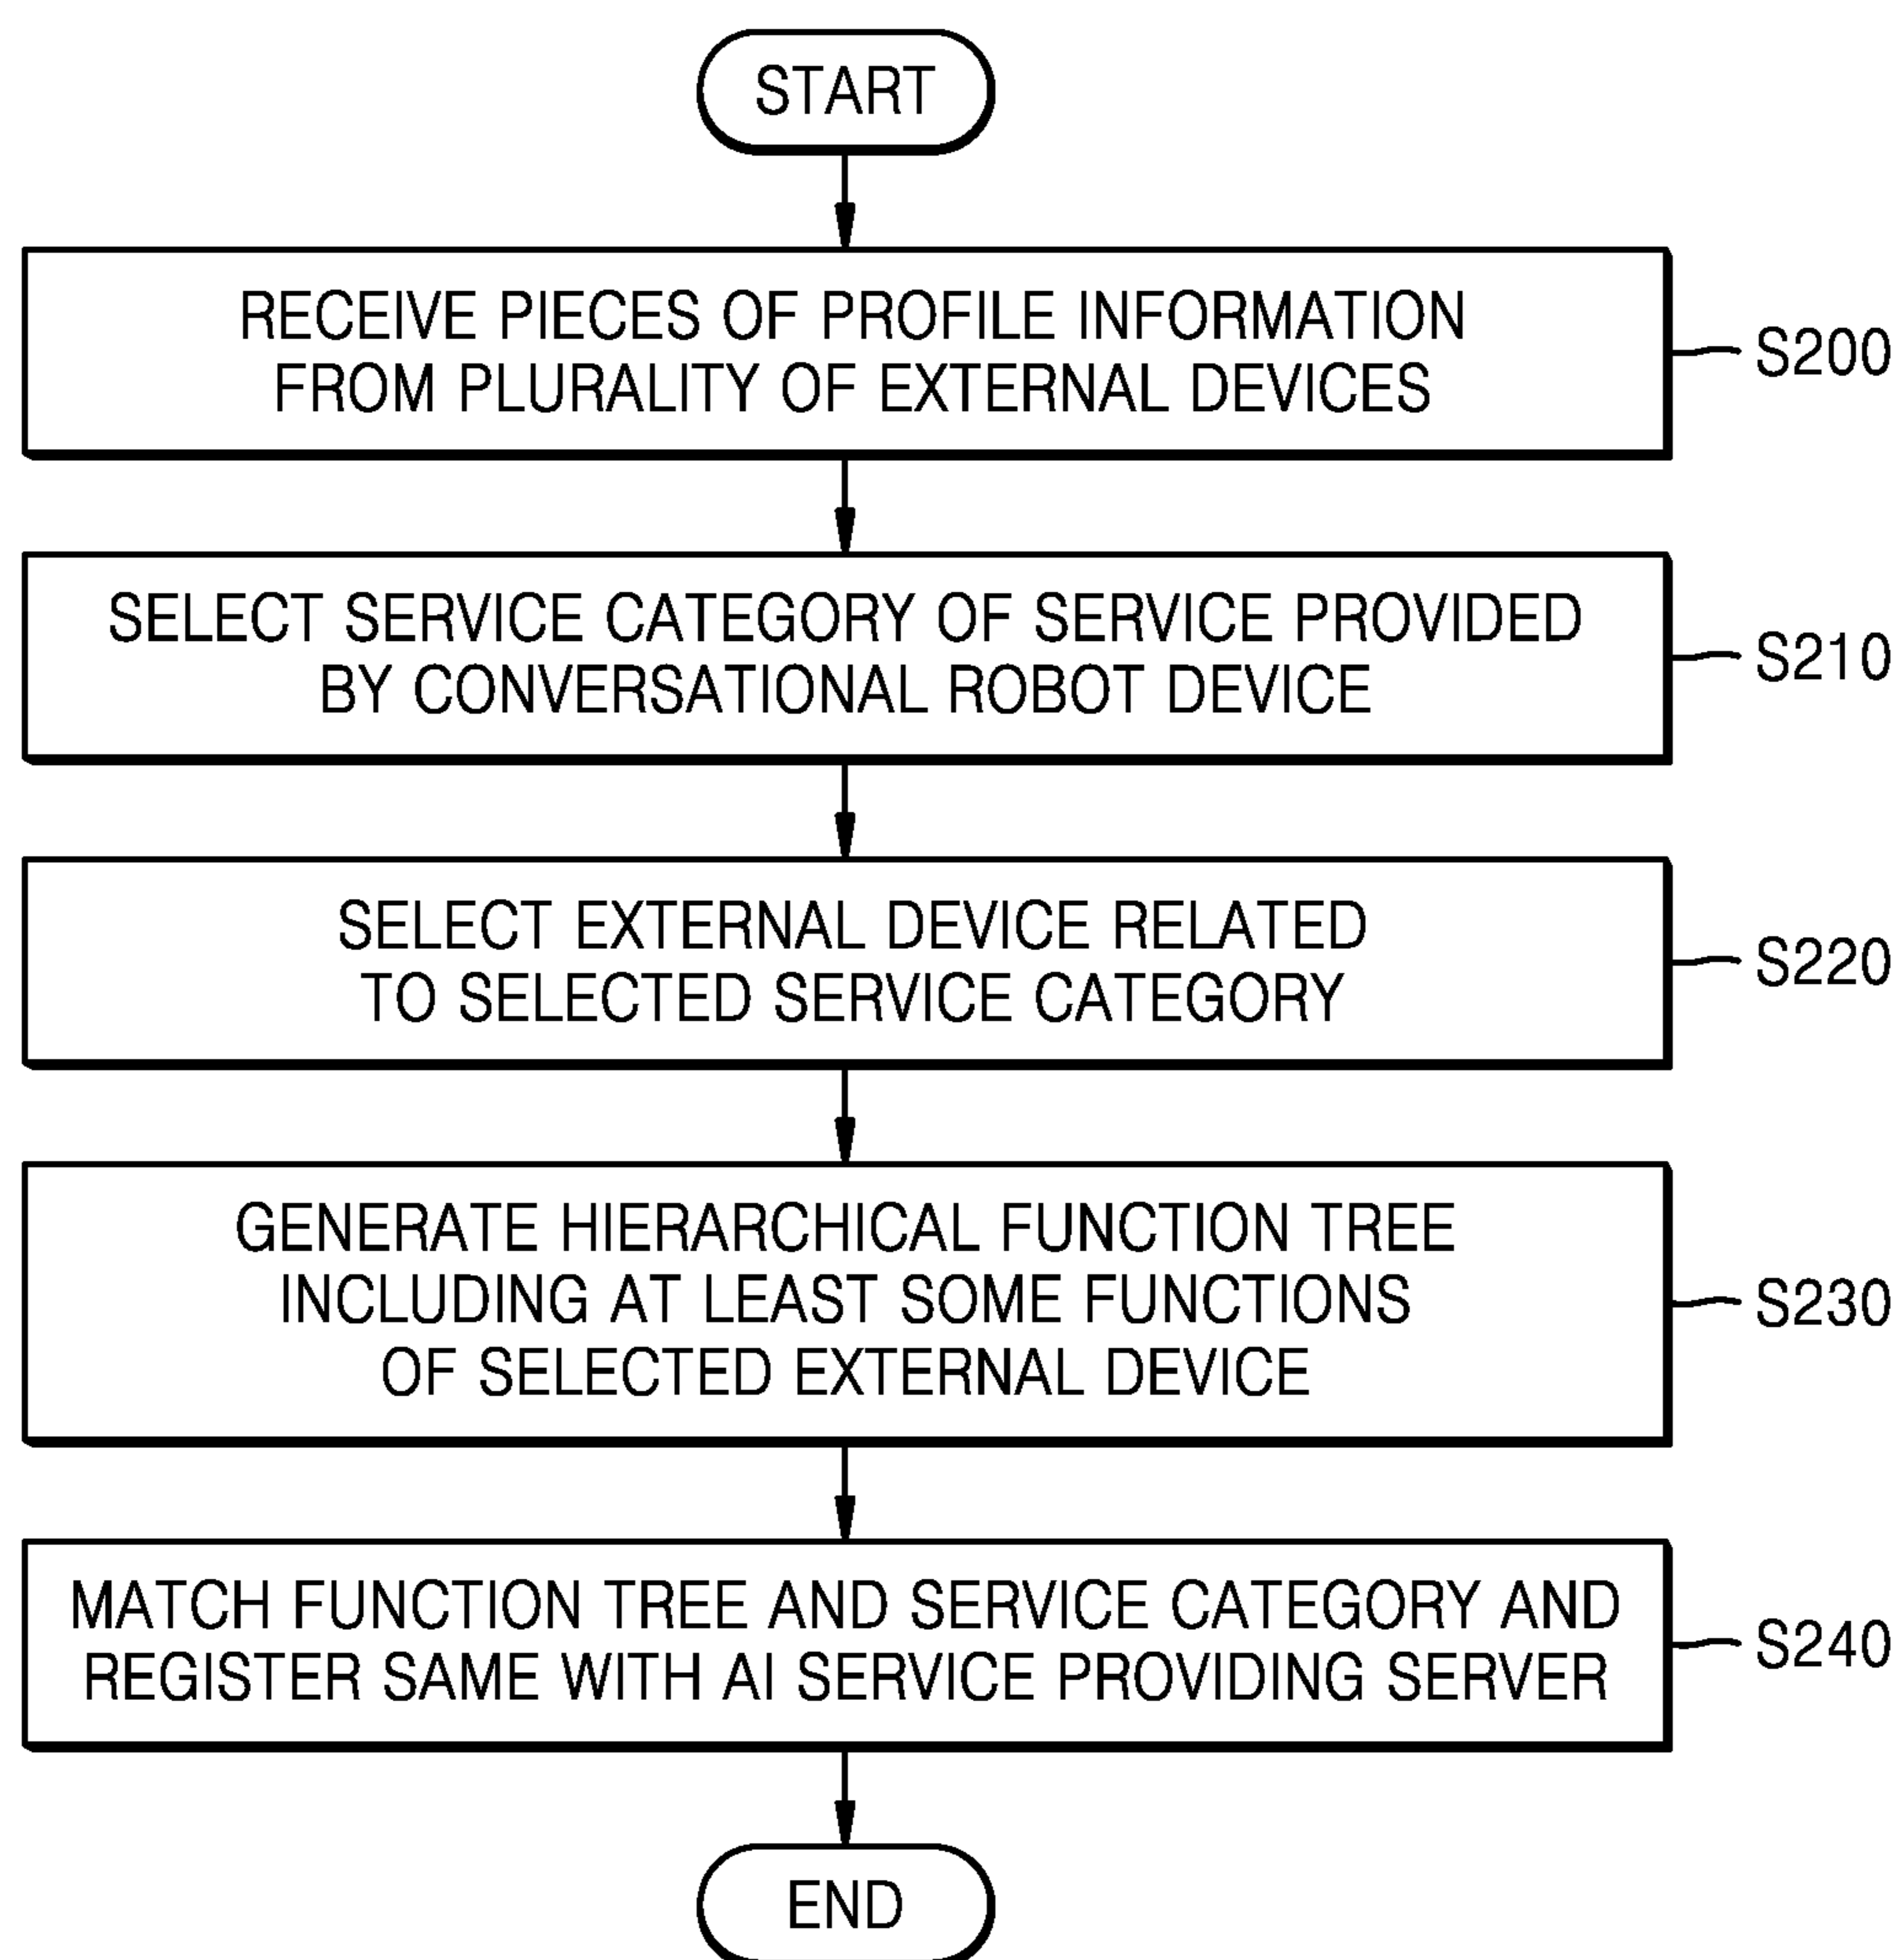 START
RECEIVE PIECES OF PROFILE INFORMATION
FROM PLURALITY OF EXTERNAL DEVICES
S200
SELECT SERVICE CATEGORY OF SERVICE PROVIDED
BY CONVERSATIONAL ROBOT DEVICE
S210
SELECT EXTERNAL DEVICE RELATED
TO SELECTED SERVICE CATEGORY
S220
GENERATE HIERARCHICAL FUNCTION TREE
INCLUDING AT LEAST SOME FUNCTIONS
OF SELECTED EXTERNAL DEVICE
S230
MATCH FUNCTION TREE AND SERVICE CATEGORY AND
REGISTER SAME WITH AI SERVICE PROVIDING SERVER
S240
END